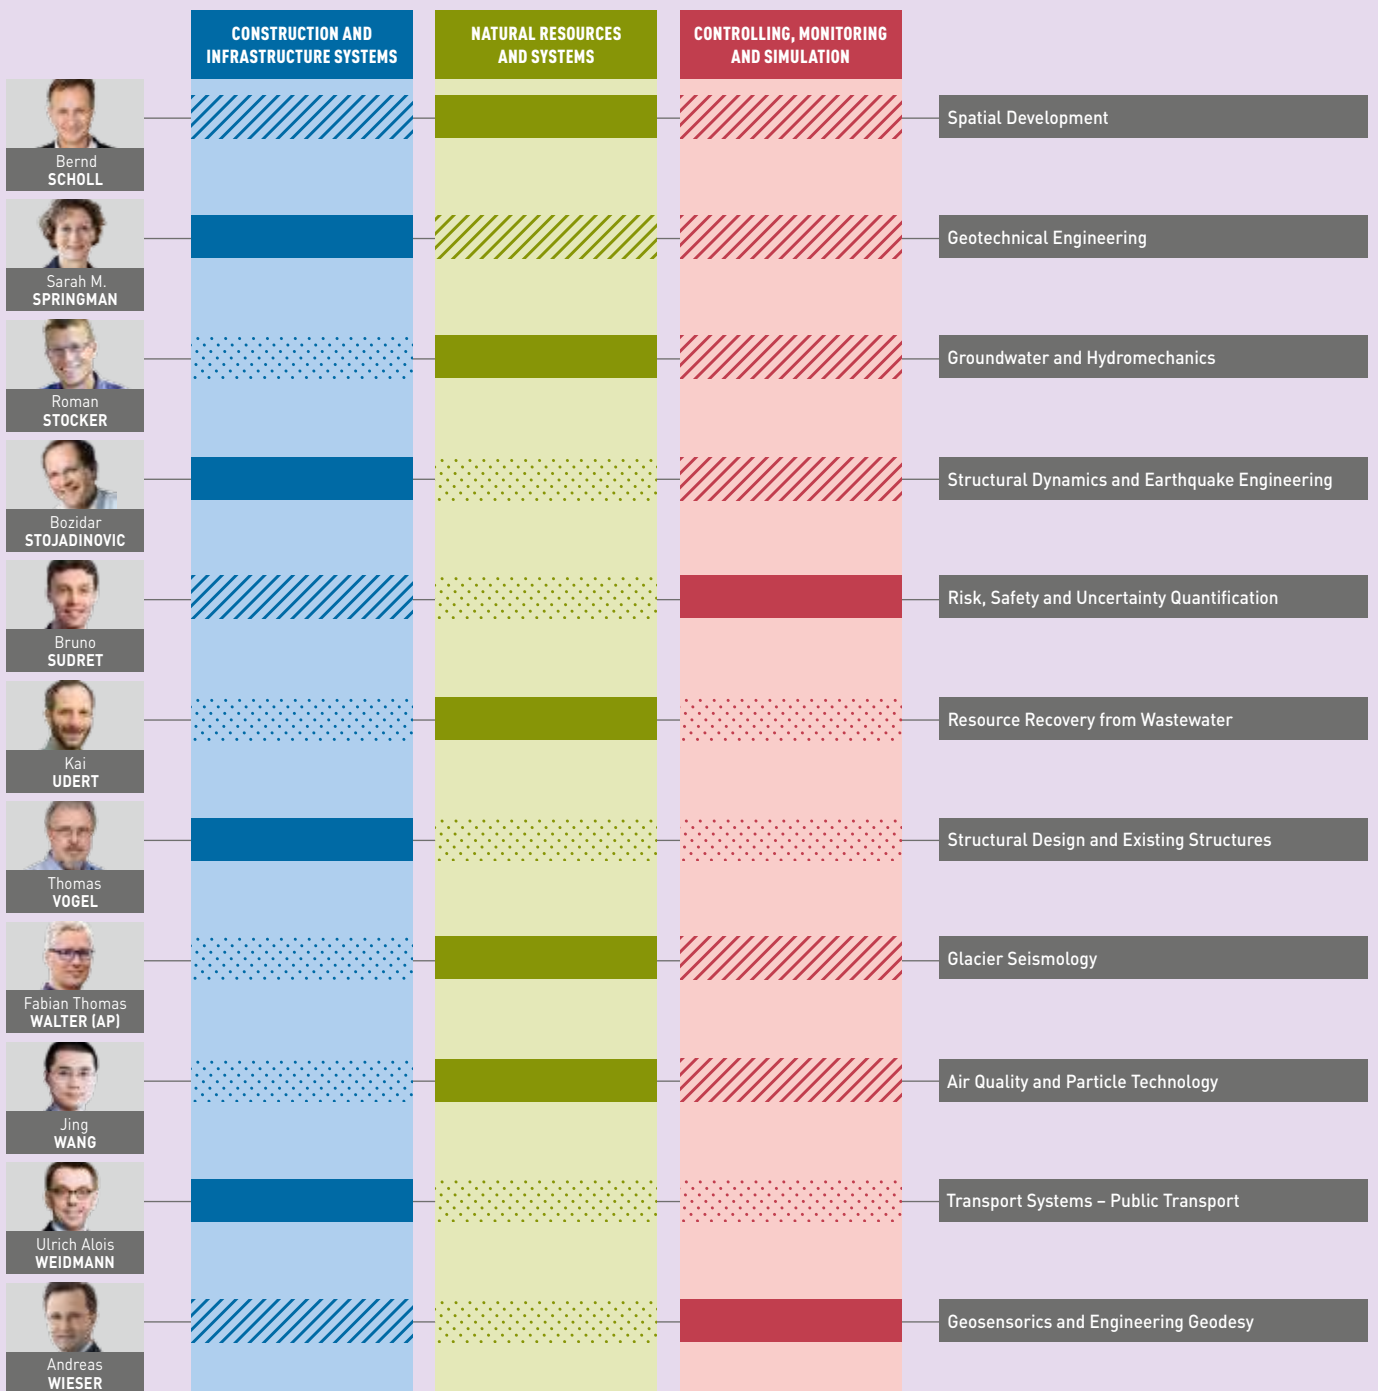 CONSTRUCTION AND
INFRASTRUCTURE SYSTEMS
NATURAL RESOURCES
AND SYSTEMS
CONTROLLING, MONITORING
AND SIMULATION
Bernd
SCHOLL
Spatial Development
Sarah M.
SPRINGMAN
Geotechnical Engineering
Roman
STOCKER
Groundwater and Hydromechanics
Bozidar
STOJADINOVIC
Structural Dynamics and Earthquake Engineering
Bruno
SUDRET
Risk, Safety and Uncertainty Quantification
Kai
UDERT
Resource Recovery from Wastewater
Thomas
VOGEL
Structural Design and Existing Structures
Fabian Thomas
WALTER (AP)
Glacier Seismology
Jing
WANG
Air Quality and Particle Technology
Ulrich Alois
WEIDMANN
Transport Systems – Public Transport
Andreas
WIESER
Geosensorics and Engineering Geodesy